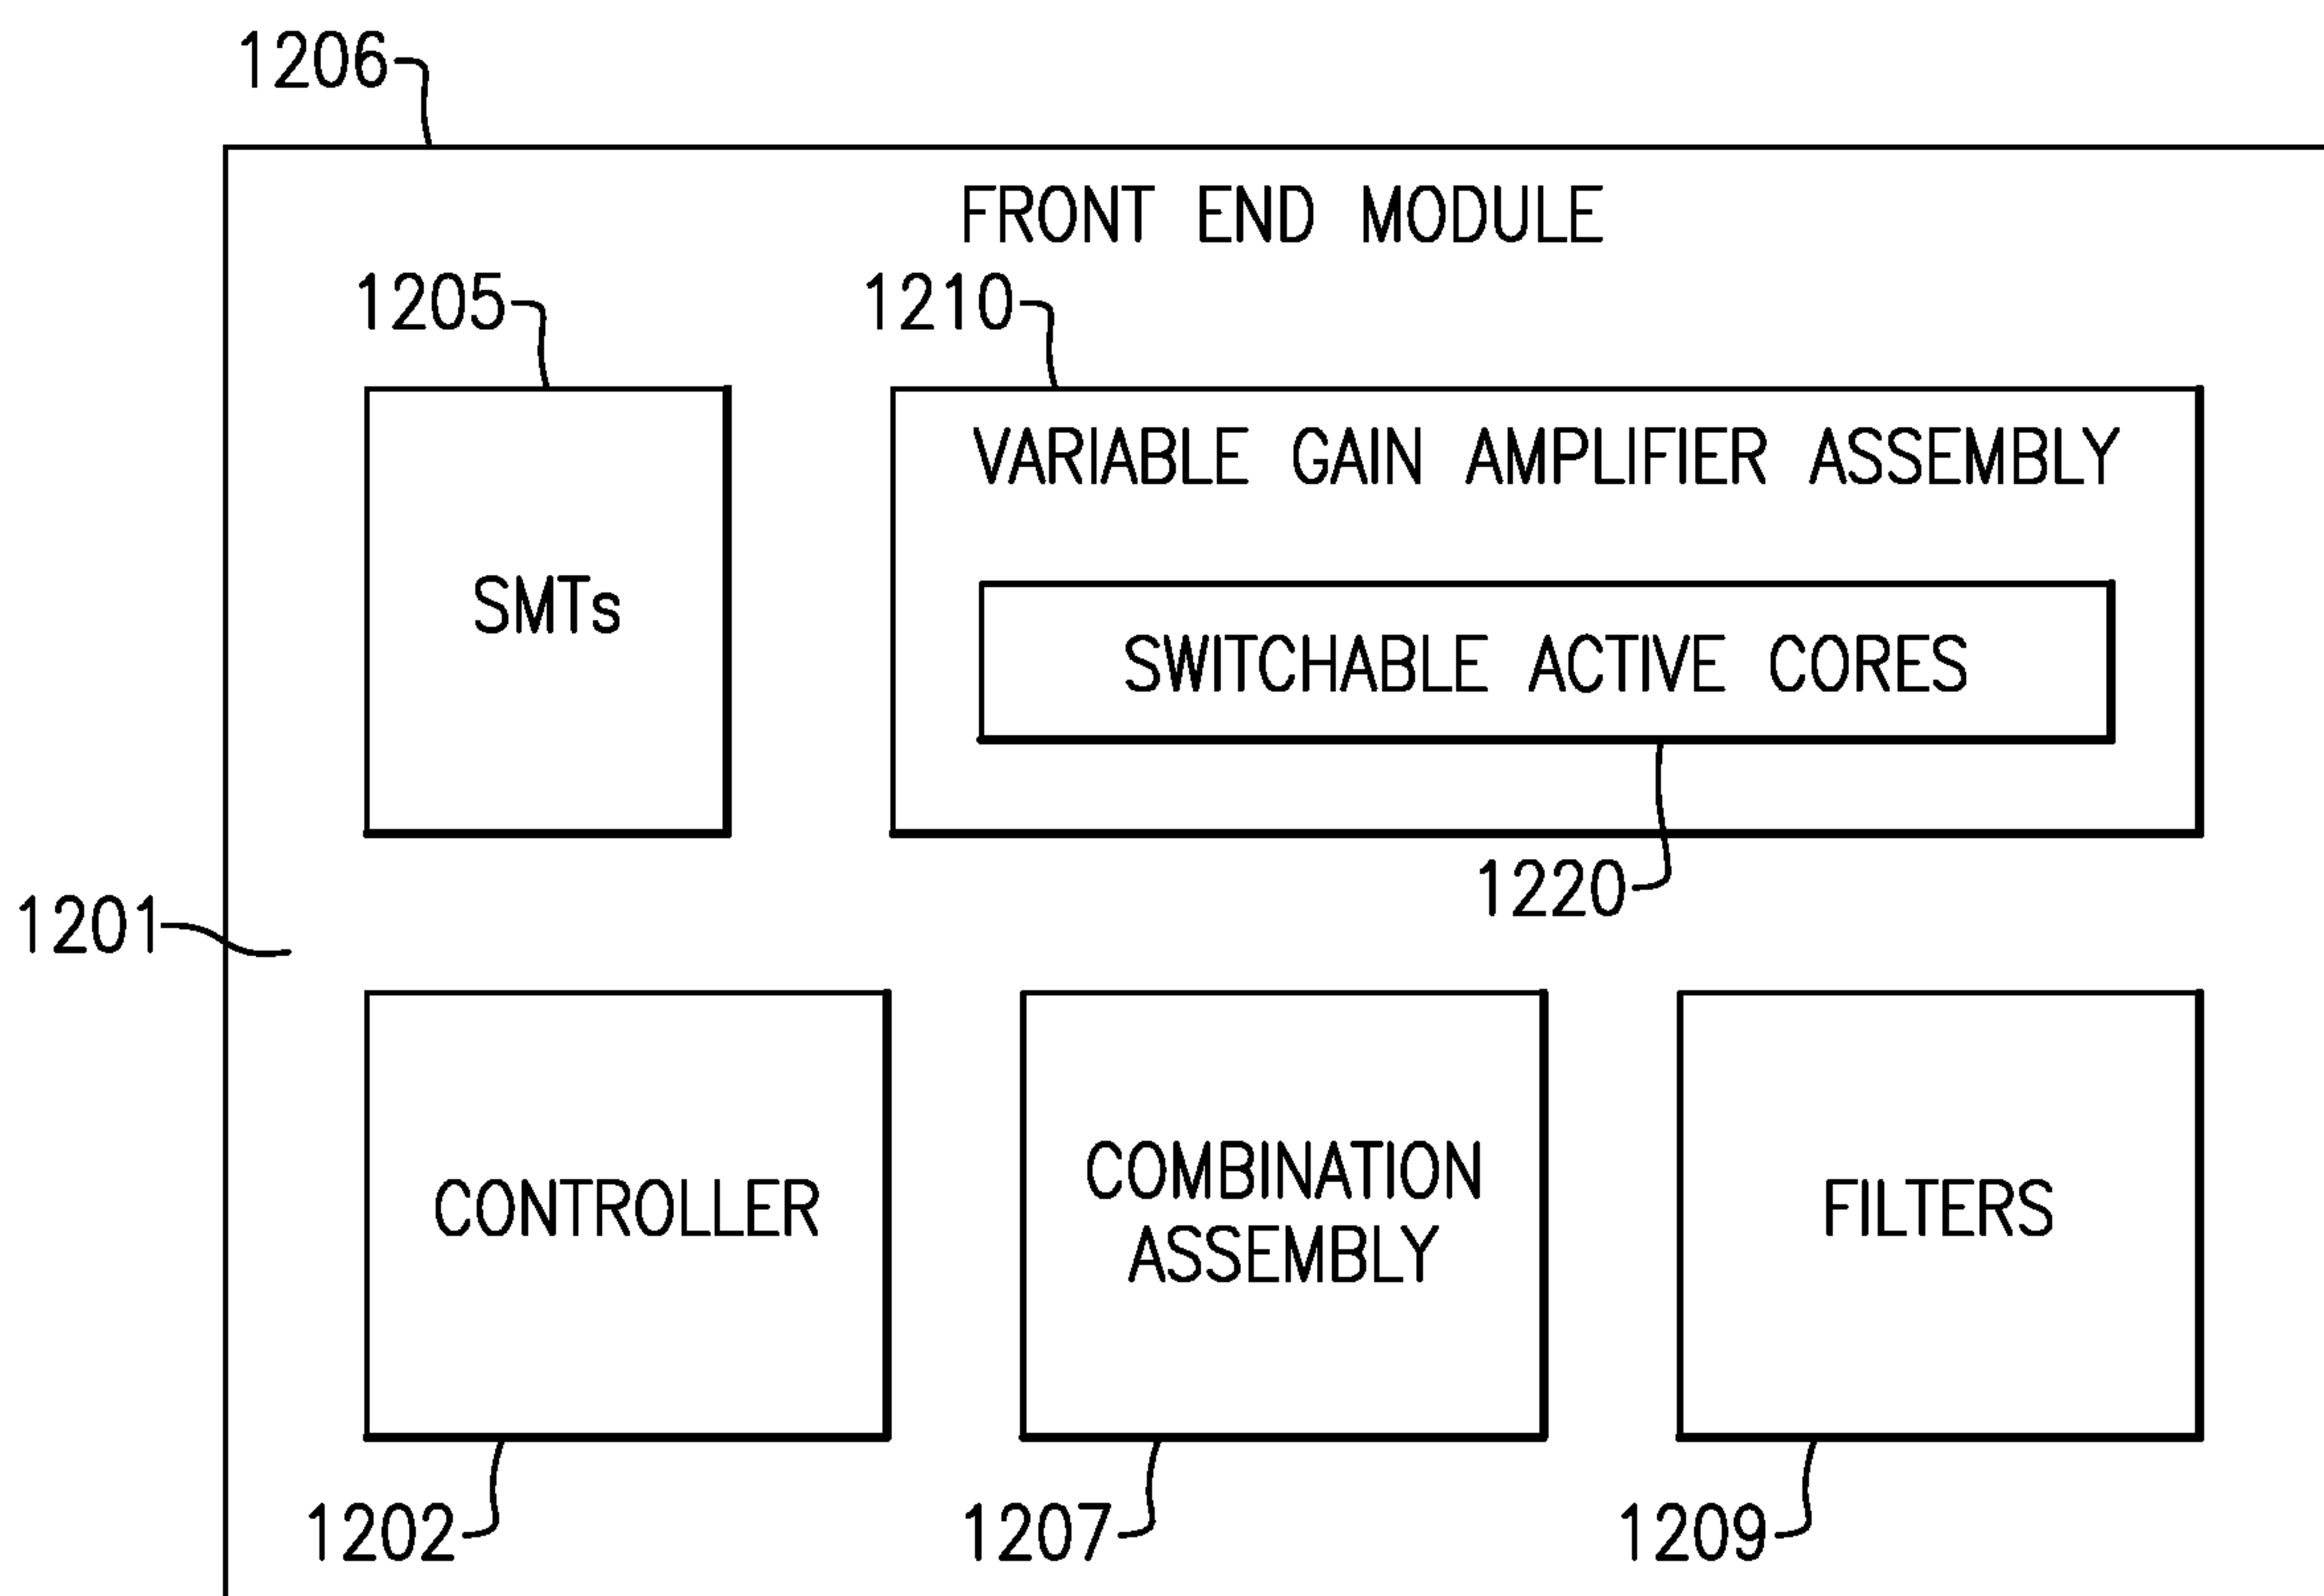 1206
FRONT END MODULE
1205
1210
VARIABLE GAIN AMPLIFIER ASSEMBLY
SMTs
SWITCHABLE ACTIVE CORES
1220
1201
CONTROLLER
COMBINATION
ASSEMBLY
FILTERS
1202
1207
1209